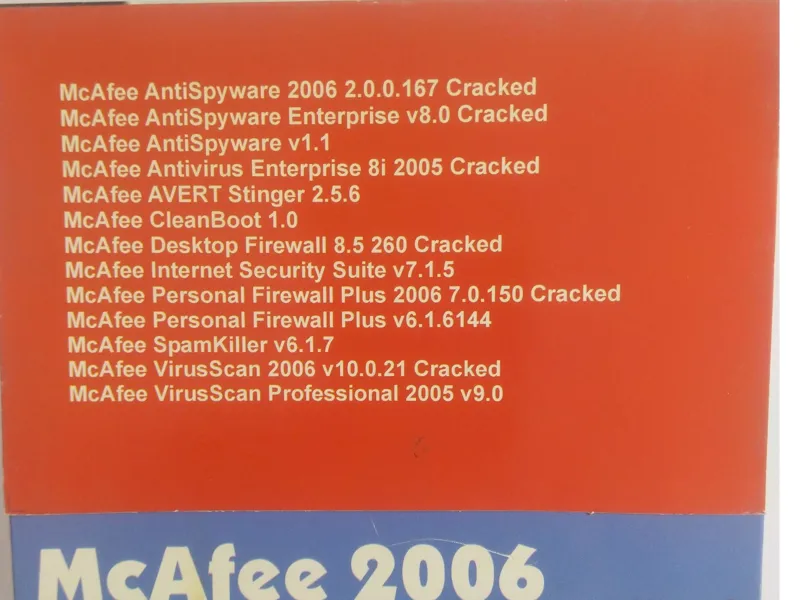 McAfee AntiSpyware 2006 2.0.0.167 Cracked
McAfee AntiSpyware Enterprise v8.0 Cracked
McAfee AntiSpyware v1.1
McAfee Antivirus Enterprise 8i 2005 Cracked
McAfee AVERT Stinger 2.5.6
McAfee CleanBoot 1.0
McAfee Desktop Firewall 8.5 260 Cracked
McAfee Internet Security Suite v7.1.5
McAfee Personal Firewall Plus 2006 7.0.150 Cracked
McAfee Personal Firewall Plus v6.1.6144
McAfee SpamKiller v6.1.7
McAfee VirusScan 2006 v10.0.21 Cracked
McAfee VirusScan Professional 2005 v9.0
McAfee 2006